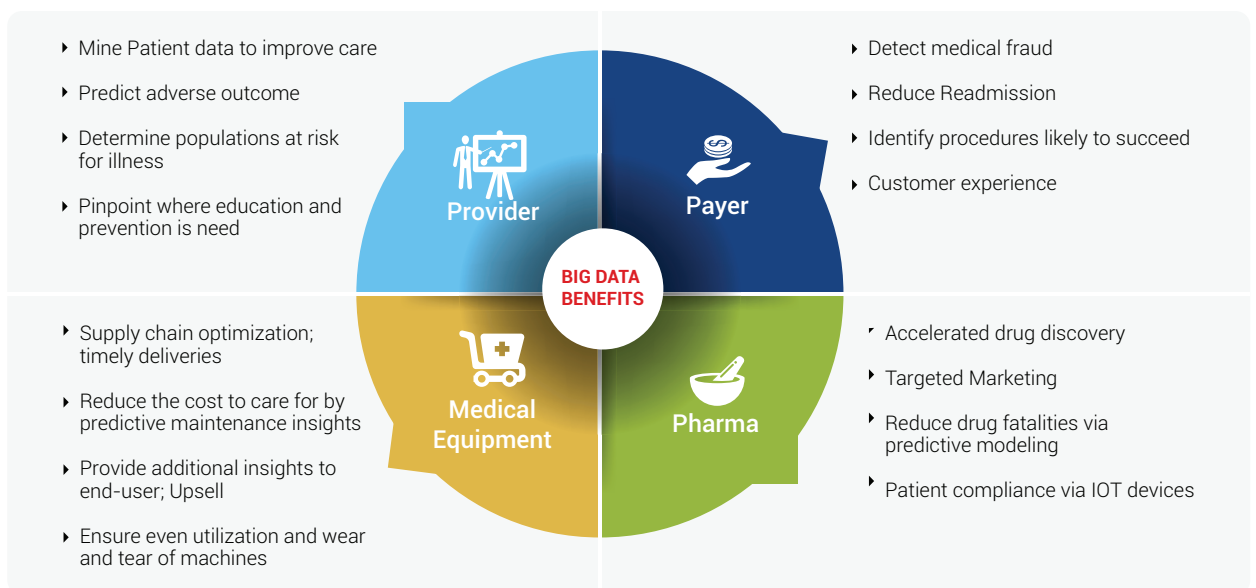 Mine Patient data to improve care
Predict adverse outcome
Determine populations at risk
for illness
Pinpoint where education and
prevention is need
Provider
Payer
Detect medical fraud
Reduce Readmission
Identify procedures likely to succeed
Customer experience
BIG DATA
BENEFITS
Supply chain optimization;
timely deliveries
Reduce the cost to care for by
predictive maintenance insights
Provide additional insights to
end-user; Upsell
Ensure even utilization and wear
and tear of machines
Medical
Equipment
Pharma
Accelerated drug discovery
Targeted Marketing
Reduce drug fatalities via
predictive modeling
Patient compliance via IOT devices